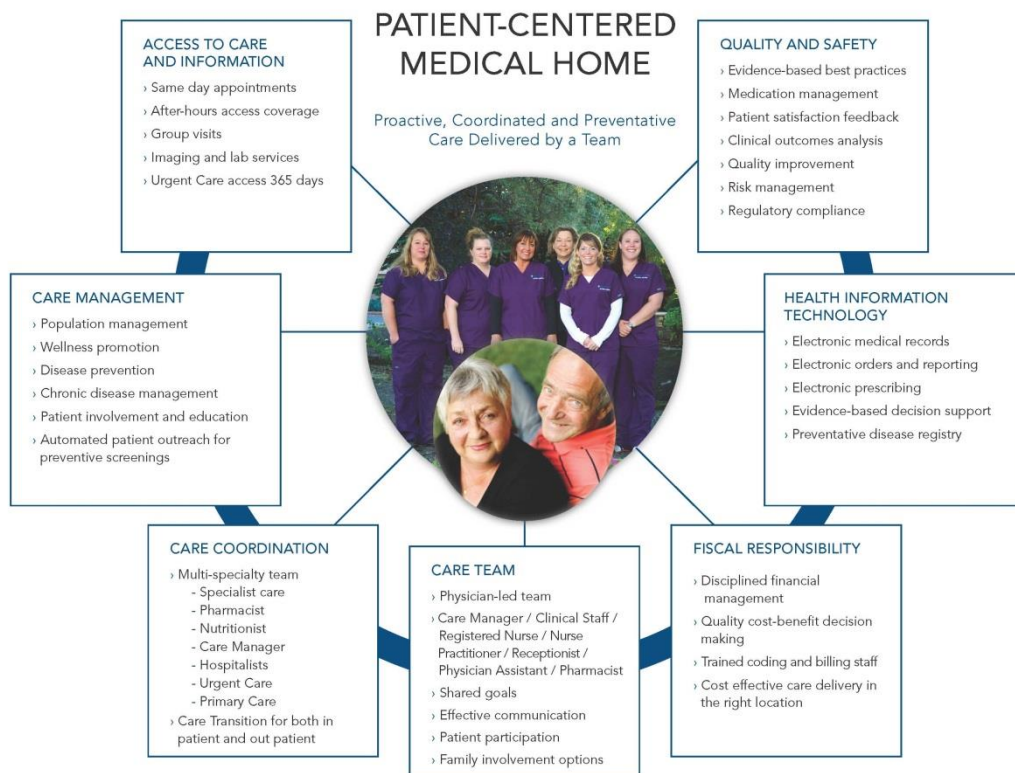 PATIENT-CENTERED
MEDICAL HOME
Proactive, Coordinated and Preventative
Care Delivered by a Team
ACCESS TO CARE
AND INFORMATION
› Same day appointments
› After-hours access coverage
› Group visits
› Imaging and lab services
› Urgent Care access 365 days
QUALITY AND SAFETY
› Evidence-based best practices
› Medication management
› Patient satisfaction feedback
› Clinical outcomes analysis
› Quality improvement
› Risk management
› Regulatory compliance
CARE MANAGEMENT
› Population management
› Wellness promotion
› Disease prevention
› Chronic disease management
› Patient involvement and education
› Automated patient outreach for
preventive screenings
HEALTH INFORMATION
TECHNOLOGY
› Electronic medical records
› Electronic orders and reporting
› Electronic prescribing
› Evidence-based decision support
› Preventative disease registry
CARE COORDINATION
› Multi-specialty team
- Specialist care
- Pharmacist
- Nutritionist
- Care Manager
- Hospitalists
- Urgent Care
- Primary Care
› Care Transition for both in
patient and out patient
CARE TEAM
› Physician-led team
› Care Manager / Clinical Staff /
Registered Nurse / Nurse
Practitioner / Receptionist /
Physician Assistant / Pharmacist
› Shared goals
› Effective communication
› Patient participation
› Family involvement options
FISCAL RESPONSIBILITY
› Disciplined financial
management
› Quality cost-benefit decision
making
› Trained coding and billing staff
› Cost effective care delivery in
the right location